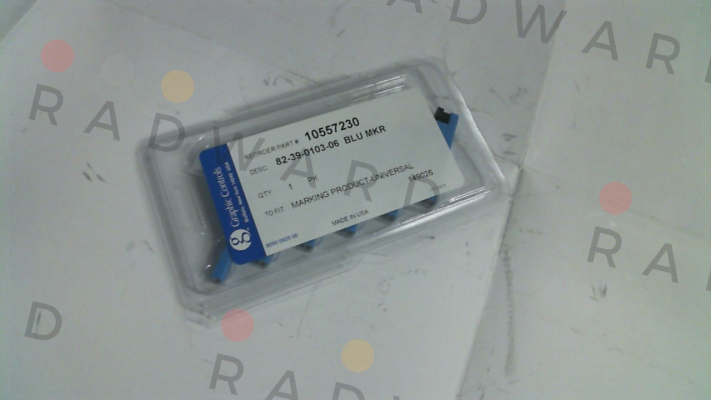 RADWARD
RADWARD
RADWARD
D
RADWARD
REORDER PART # 10557230
DESC. 82-39-0103-06 BLU MKR
QTY 1 PK
TO FIT MARKING PRODUCT-UNIVERSAL
149026
MADE IN USA
Graphic Controls